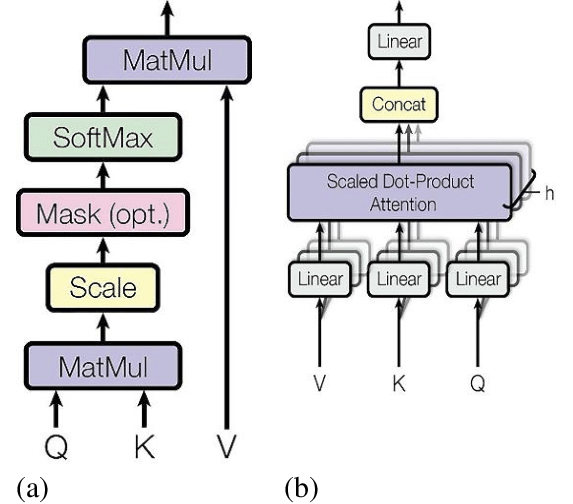 MatMul
SoftMax
Mask (opt.)
Scale
MatMul
Q K V
(a)
Linear
Concat
Scaled Dot-Product
Attention
h
Linear Linear Linear
V K Q
(b)